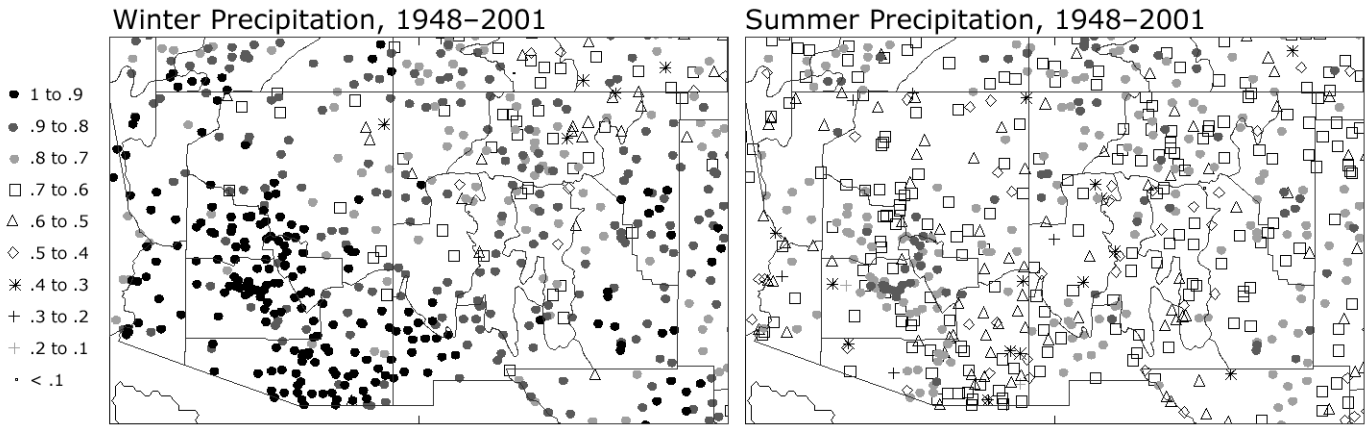 Winter Precipitation, 1948–2001
Summer Precipitation, 1948–2001
1 to .9
.9 to .8
.8 to .7
.7 to .6
.6 to .5
.5 to .4
.4 to .3
.3 to .2
.2 to .1
< .1